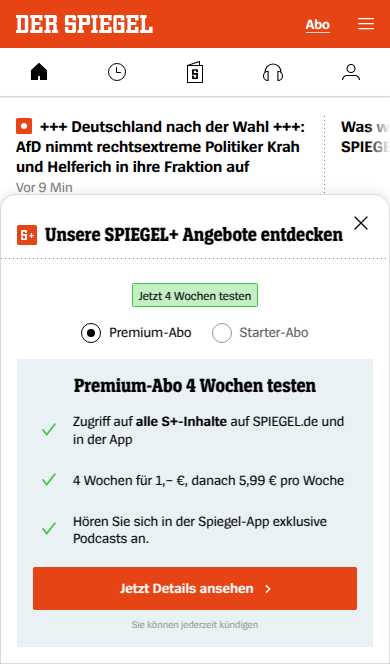 DER SPIEGEL
Abo
+++ Deutschland nach der Wahl +++:
AfD nimmt rechtsextreme Politiker Krah
und Helferich in ihre Fraktion auf
Vor 9 Min
Was w
SPIEGE
S+ Unsere SPIEGEL+ Angebote entdecken
Jetzt 4 Wochen testen
Premium-Abo
Starter-Abo
Premium-Abo 4 Wochen testen
Zugriff auf alle S+-Inhalte auf SPIEGEL.de und
in der App
4 Wochen für 1,– €, danach 5,99 € pro Woche
Hören Sie sich in der Spiegel-App exklusive
Podcasts an.
Jetzt Details ansehen
Sie können jederzeit kündigen